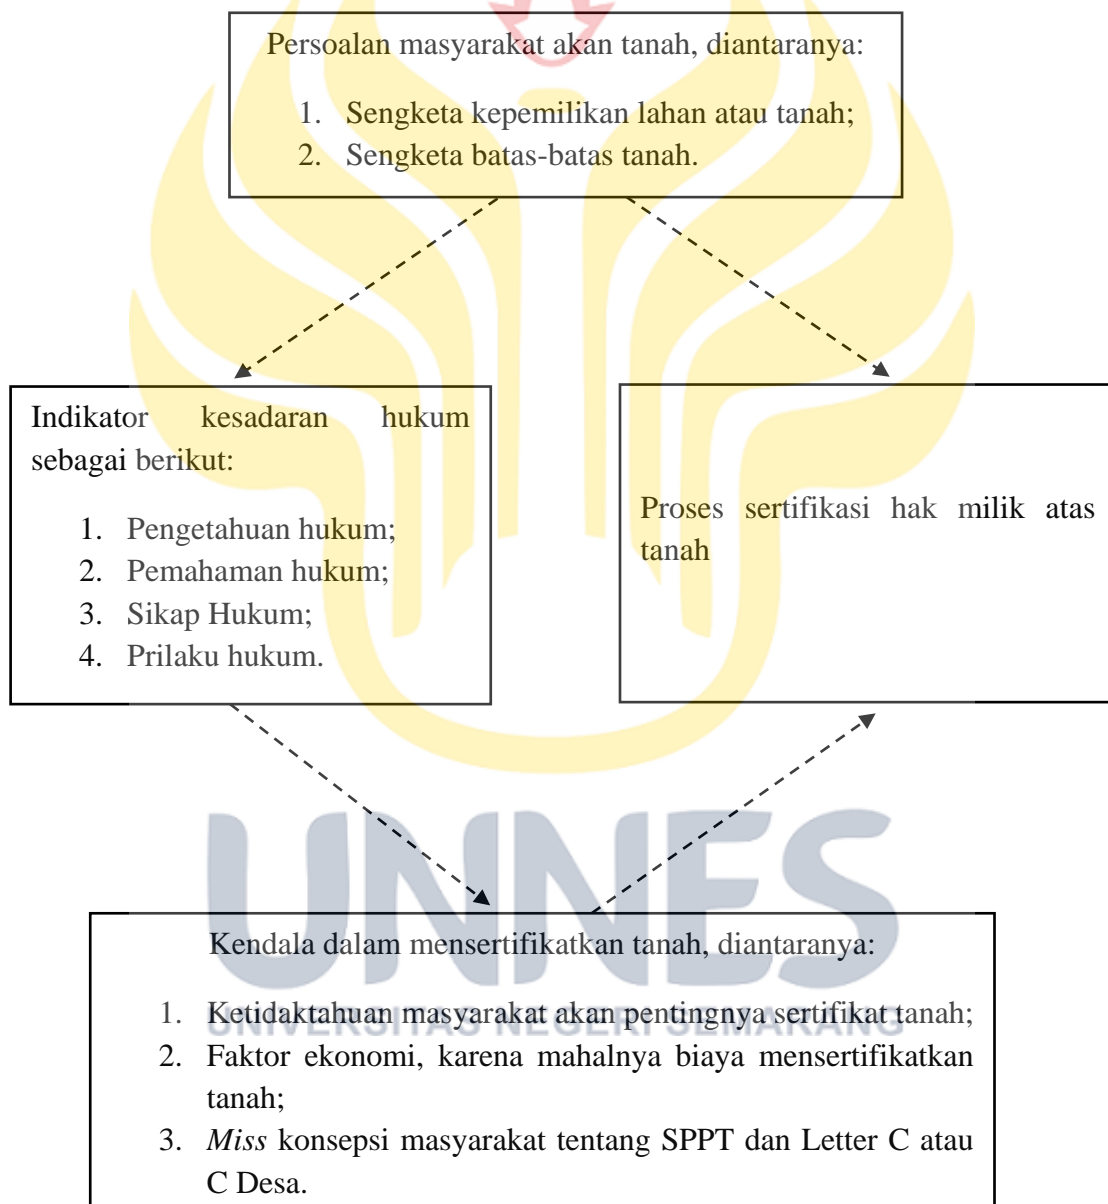 Persoalan masyarakat akan tanah, diantaranya:
1. Sengketa kepemilikan lahan atau tanah;
2. Sengketa batas-batas tanah.
Indikator kesadaran hukum
sebagai berikut:
1. Pengetahuan hukum;
2. Pemahaman hukum;
3. Sikap Hukum;
4. Prilaku hukum.
Proses sertifikasi hak milik atas
tanah
UNNES
UNIVERSITAS NEGERI SEMARANG
Kendala dalam mensertifikatkan tanah, diantaranya:
1. Ketidaktahuan masyarakat akan pentingnya sertifikat tanah;
2. Faktor ekonomi, karena mahalnya biaya mensertifikatkan
tanah;
3. Miss konsepsi masyarakat tentang SPPT dan Letter C atau
C Desa.